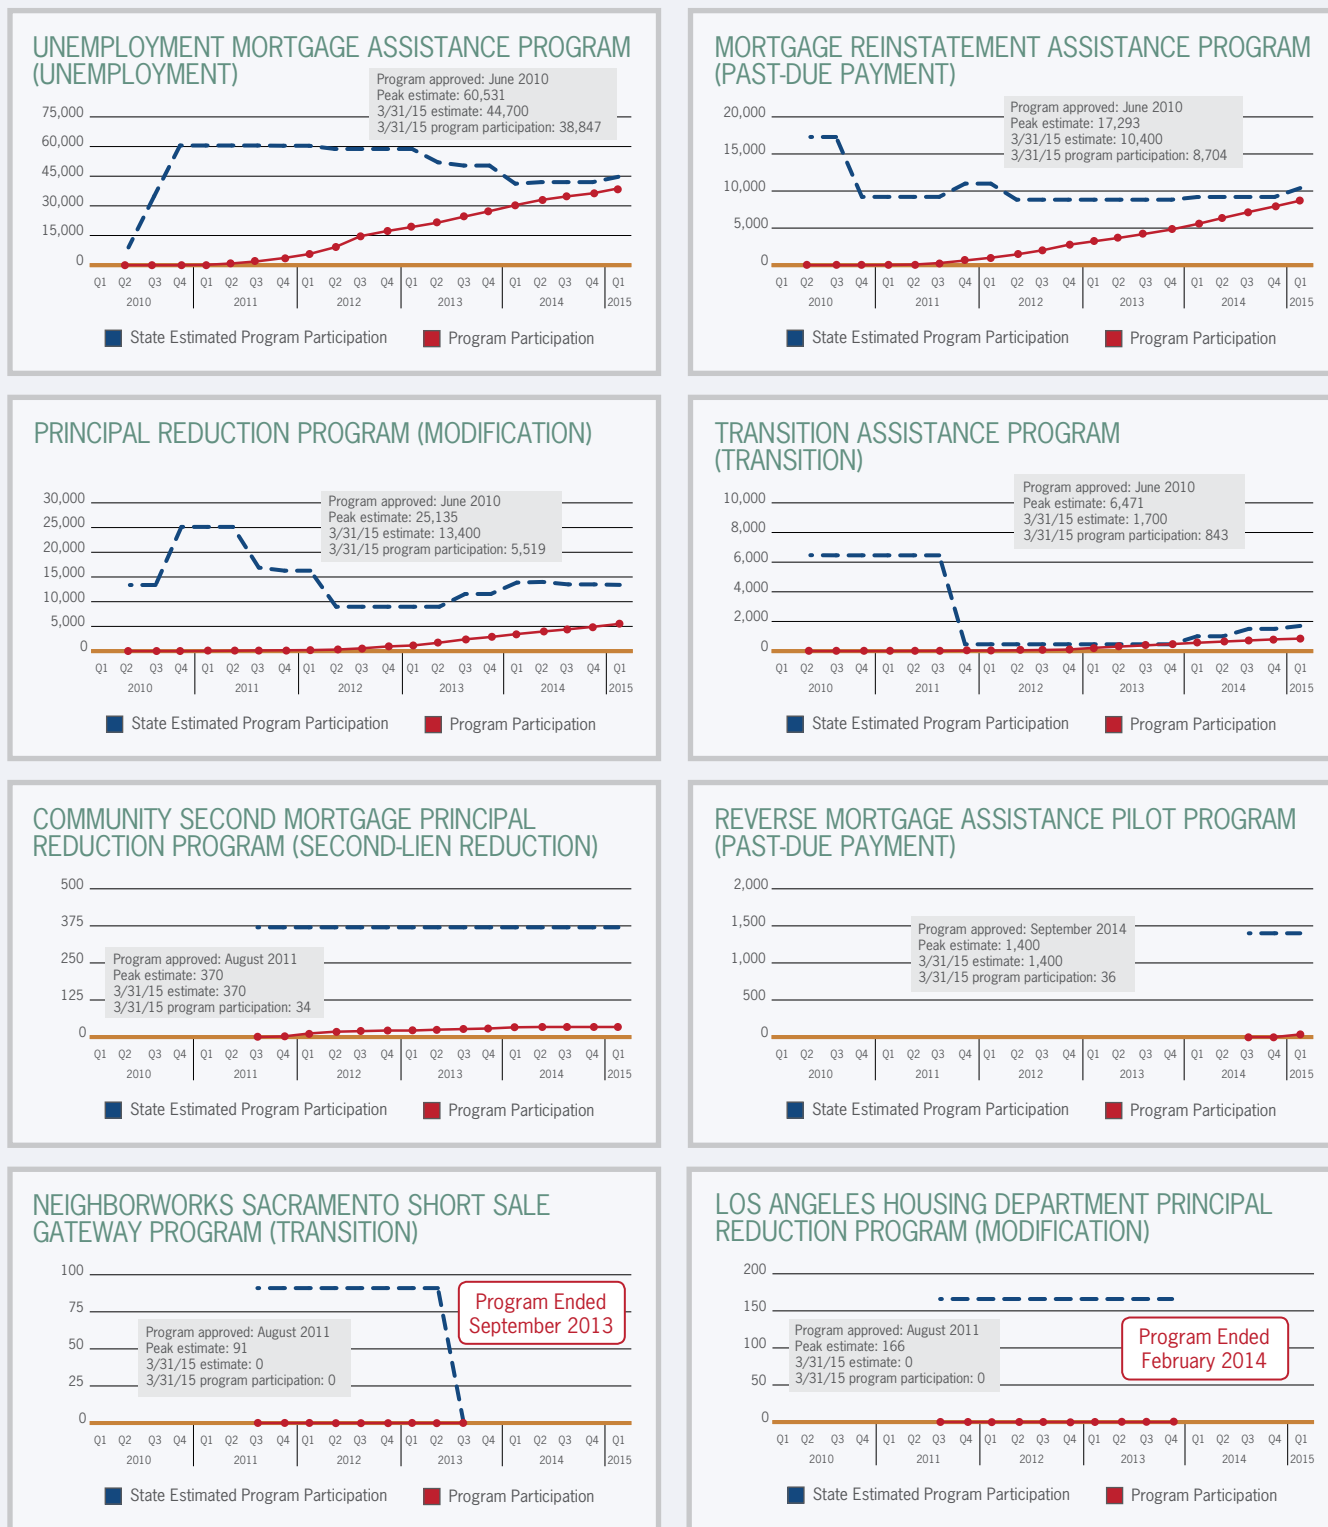 UNEMPLOYMENT MORTGAGE ASSISTANCE PROGRAM
(UNEMPLOYMENT)
Program approved: June 2010
Peak estimate: 60,531
3/31/15 estimate: 44,700
3/31/15 program participation: 38,847
75,000
60,000
45,000
30,000
15,000
0
Q1 Q2 Q3 Q4 Q1 Q2 Q3 Q4 Q1 Q2 Q3 Q4 Q1 Q2 Q3 Q4 Q1 Q2 Q3 Q4 Q1
2010 2011 2012 2013 2014 2015
State Estimated Program Participation Program Participation
MORTGAGE REINSTATEMENT ASSISTANCE PROGRAM
(PAST-DUE PAYMENT)
Program approved: June 2010
Peak estimate: 17,293
3/31/15 estimate: 10,400
3/31/15 program participation: 8,704
20,000
15,000
10,000
5,000
0
Q1 Q2 Q3 Q4 Q1 Q2 Q3 Q4 Q1 Q2 Q3 Q4 Q1 Q2 Q3 Q4 Q1 Q2 Q3 Q4 Q1
2010 2011 2012 2013 2014 2015
State Estimated Program Participation Program Participation
PRINCIPAL REDUCTION PROGRAM (MODIFICATION)
Program approved: June 2010
Peak estimate: 25,135
3/31/15 estimate: 13,400
3/31/15 program participation: 5,519
30,000
25,000
20,000
15,000
10,000
5,000
0
Q1 Q2 Q3 Q4 Q1 Q2 Q3 Q4 Q1 Q2 Q3 Q4 Q1 Q2 Q3 Q4 Q1 Q2 Q3 Q4 Q1
2010 2011 2012 2013 2014 2015
State Estimated Program Participation Program Participation
TRANSITION ASSISTANCE PROGRAM
(TRANSITION)
Program approved: June 2010
Peak estimate: 6,471
3/31/15 estimate: 1,700
3/31/15 program participation: 843
10,000
8,000
6,000
4,000
2,000
0
Q1 Q2 Q3 Q4 Q1 Q2 Q3 Q4 Q1 Q2 Q3 Q4 Q1 Q2 Q3 Q4 Q1 Q2 Q3 Q4 Q1
2010 2011 2012 2013 2014 2015
State Estimated Program Participation Program Participation
COMMUNITY SECOND MORTGAGE PRINCIPAL
REDUCTION PROGRAM (SECOND-LIEN REDUCTION)
500
375
250
125
0
Program approved: August 2011
Peak estimate: 370
3/31/15 estimate: 370
3/31/15 program participation: 34
Q1 Q2 Q3 Q4 Q1 Q2 Q3 Q4 Q1 Q2 Q3 Q4 Q1 Q2 Q3 Q4 Q1 Q2 Q3 Q4 Q1
2010 2011 2012 2013 2014 2015
State Estimated Program Participation Program Participation
REVERSE MORTGAGE ASSISTANCE PILOT PROGRAM
(PAST-DUE PAYMENT)
2,000
1,500
1,000
500
0
Program approved: September 2014
Peak estimate: 1,400
3/31/15 estimate: 1,400
3/31/15 program participation: 36
Q1 Q2 Q3 Q4 Q1 Q2 Q3 Q4 Q1 Q2 Q3 Q4 Q1 Q2 Q3 Q4 Q1 Q2 Q3 Q4 Q1
2010 2011 2012 2013 2014 2015
State Estimated Program Participation Program Participation
NEIGHBORWORKS SACRAMENTO SHORT SALE
GATEWAY PROGRAM (TRANSITION)
100
75
50
25
0
Program Ended
September 2013
Program approved: August 2011
Peak estimate: 91
3/31/15 estimate: 0
3/31/15 program participation: 0
Q1 Q2 Q3 Q4 Q1 Q2 Q3 Q4 Q1 Q2 Q3 Q4 Q1 Q2 Q3 Q4 Q1 Q2 Q3 Q4 Q1
2010 2011 2012 2013 2014 2015
State Estimated Program Participation Program Participation
LOS ANGELES HOUSING DEPARTMENT PRINCIPAL
REDUCTION PROGRAM (MODIFICATION)
200
150
100
50
0
Program approved: August 2011
Peak estimate: 166
3/31/15 estimate: 0
3/31/15 program participation: 0
Program Ended
February 2014
Q1 Q2 Q3 Q4 Q1 Q2 Q3 Q4 Q1 Q2 Q3 Q4 Q1 Q2 Q3 Q4 Q1 Q2 Q3 Q4 Q1
2010 2011 2012 2013 2014 2015
State Estimated Program Participation Program Participation